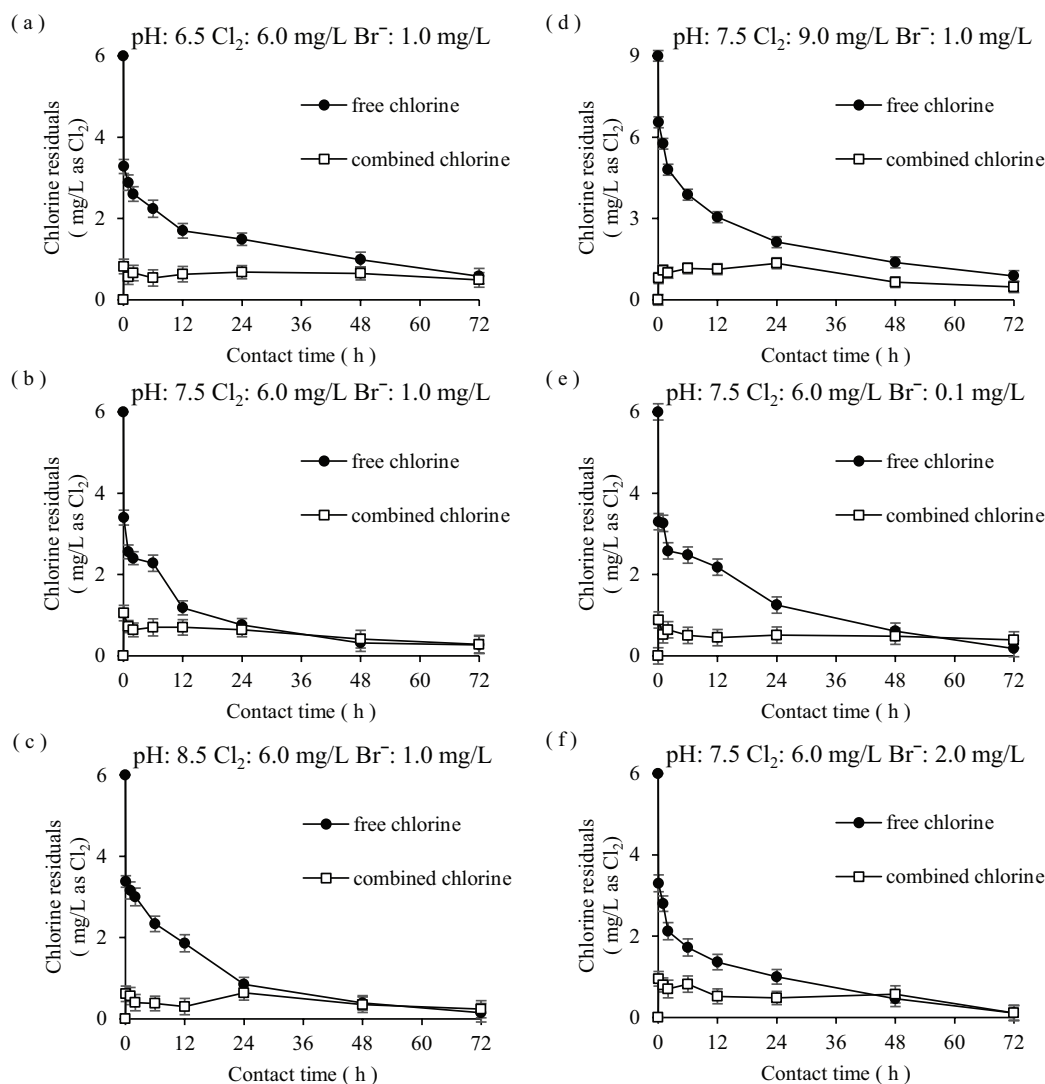 ( a )
pH: 6.5 Cl₂: 6.0 mg/L Br⁻: 1.0 mg/L
Chlorine residuals
( mg/L as Cl₂)
6
4
2
0
free chlorine
combined chlorine
0 12 24 36 48 60 72
Contact time ( h )
( b )
pH: 7.5 Cl₂: 6.0 mg/L Br⁻: 1.0 mg/L
Chlorine residuals
( mg/L as Cl₂)
6
4
2
0
free chlorine
combined chlorine
0 12 24 36 48 60 72
Contact time ( h )
( c )
pH: 8.5 Cl₂: 6.0 mg/L Br⁻: 1.0 mg/L
Chlorine residuals
( mg/L as Cl₂)
6
4
2
0
free chlorine
combined chlorine
0 12 24 36 48 60 72
Contact time ( h )
( d )
pH: 7.5 Cl₂: 9.0 mg/L Br⁻: 1.0 mg/L
Chlorine residuals
( mg/L as Cl₂)
9
6
3
0
free chlorine
combined chlorine
0 12 24 36 48 60 72
Contact time ( h )
( e )
pH: 7.5 Cl₂: 6.0 mg/L Br⁻: 0.1 mg/L
Chlorine residuals
( mg/L as Cl₂)
6
4
2
0
free chlorine
combined chlorine
0 12 24 36 48 60 72
Contact time ( h )
( f )
pH: 7.5 Cl₂: 6.0 mg/L Br⁻: 2.0 mg/L
Chlorine residuals
( mg/L as Cl₂)
6
4
2
0
free chlorine
combined chlorine
0 12 24 36 48 60 72
Contact time ( h )